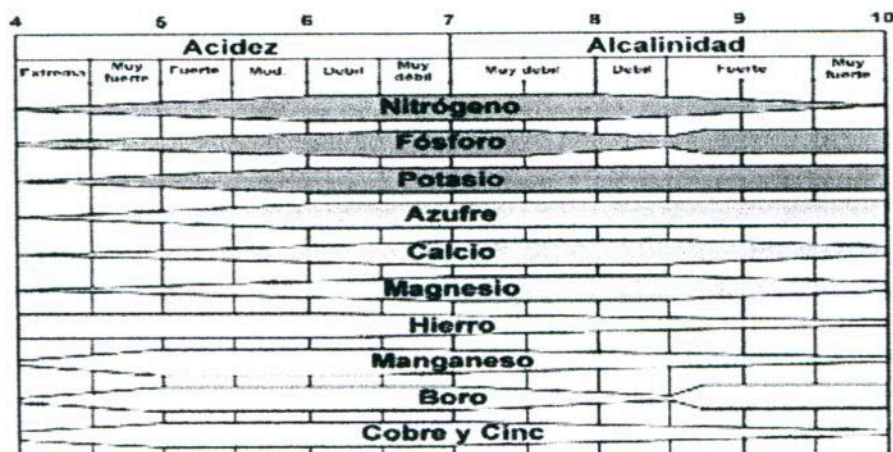 4 5 6 7 8 9 10
Acidez Alcalinidad
Extrema Muy fuerte Fuerte Mod. Debil Muy débil Muy debil Debil Fuerte Muy fuerte
Nitrógeno
Fósforo
Potasio
Azufre
Calcio
Magnesio
Hierro
Manganeso
Boro
Cobre y Cinc